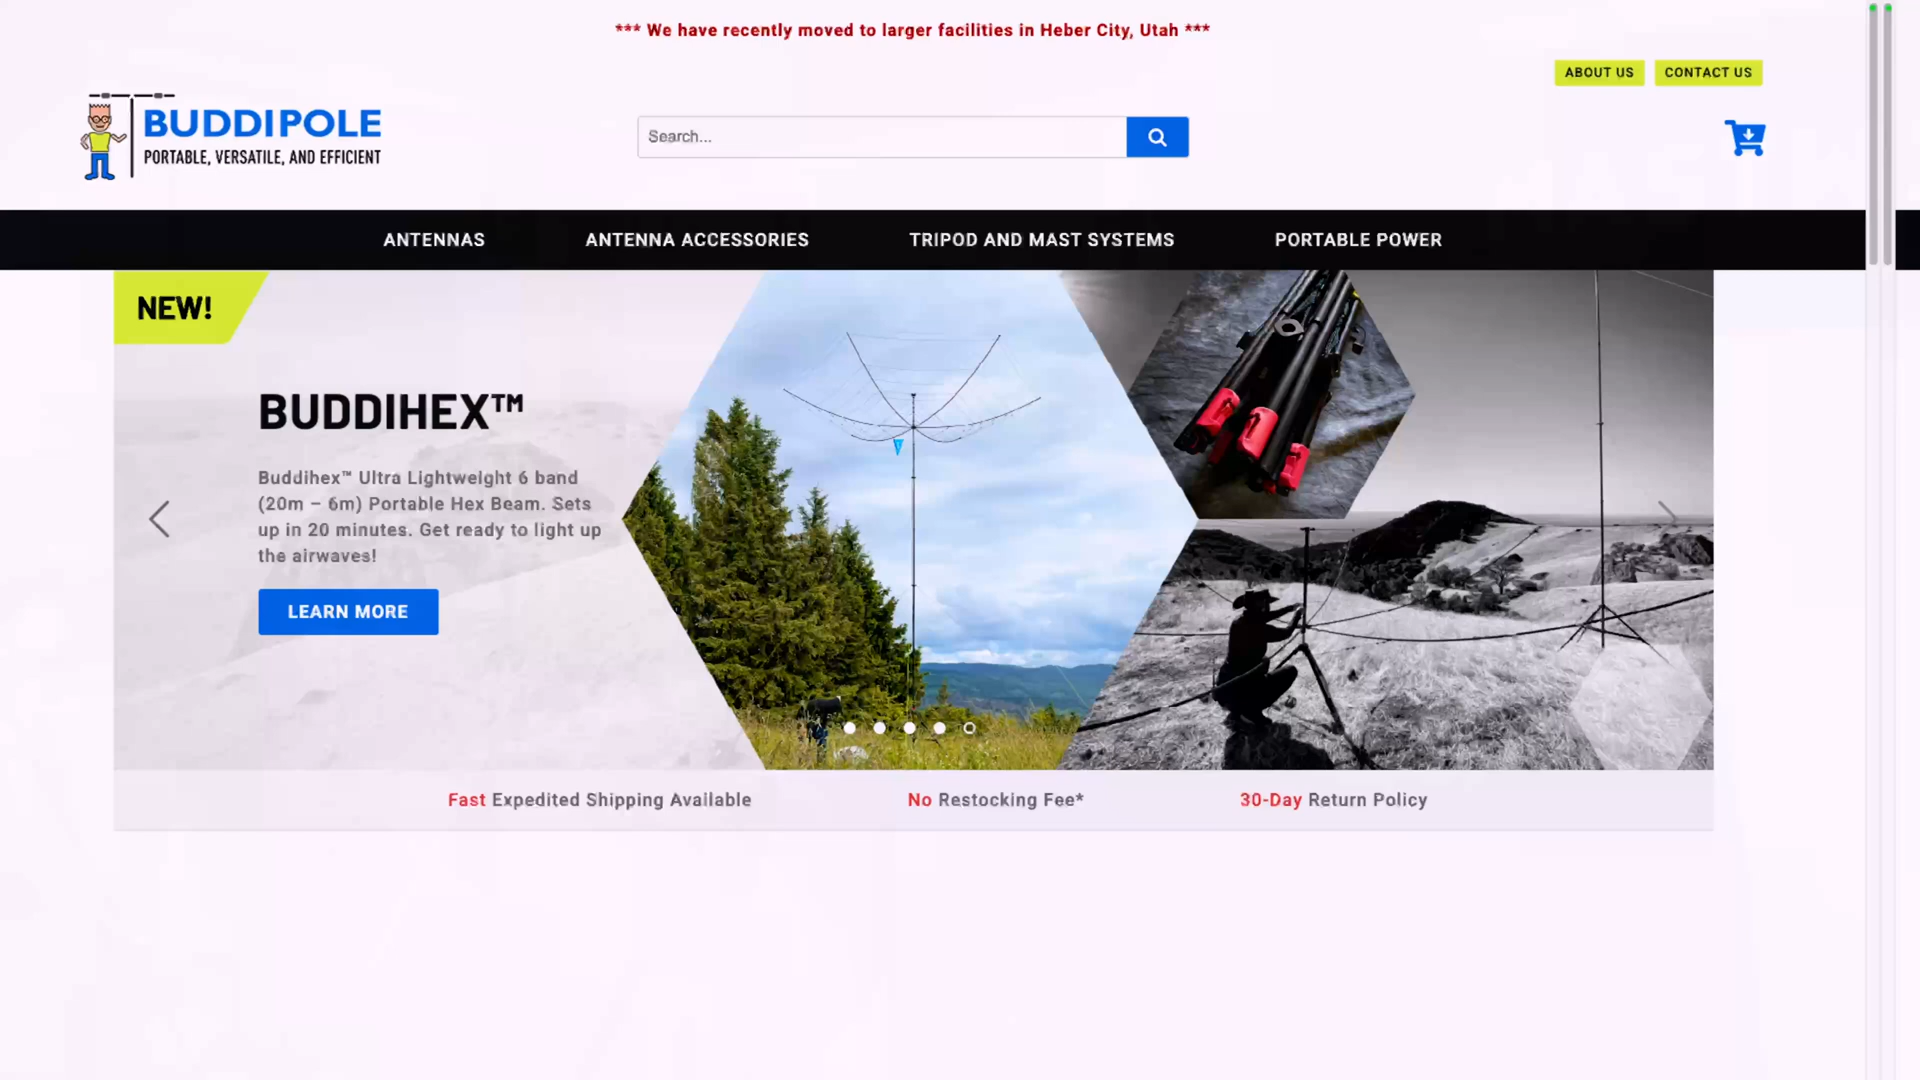 *** We have recently moved to larger facilities in Heber City, Utah ***
ABOUT US
CONTACT US
BUDDIPOLE
PORTABLE, VERSATILE, AND EFFICIENT
Search...
ANTENNAS
ANTENNA ACCESSORIES
TRIPOD AND MAST SYSTEMS
PORTABLE POWER
NEW!
BUDDIHEX™
Buddihex™ Ultra Lightweight 6 band
(20m – 6m) Portable Hex Beam. Sets
up in 20 minutes. Get ready to light up
the airwaves!
LEARN MORE
Fast Expedited Shipping Available
No Restocking Fee*
30-Day Return Policy